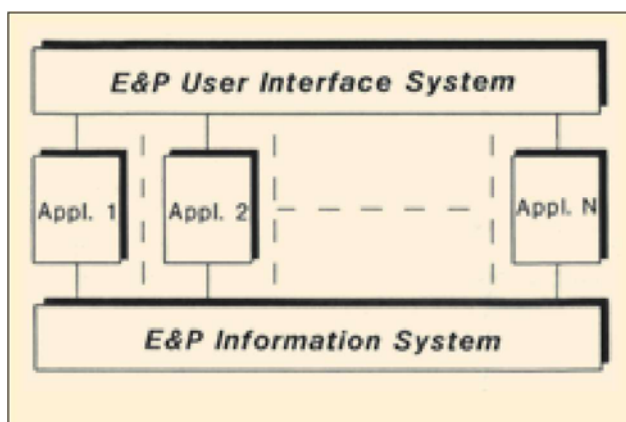 E&P User Interface System
Appl. 1
Appl. 2
Appl. N
E&P Information System